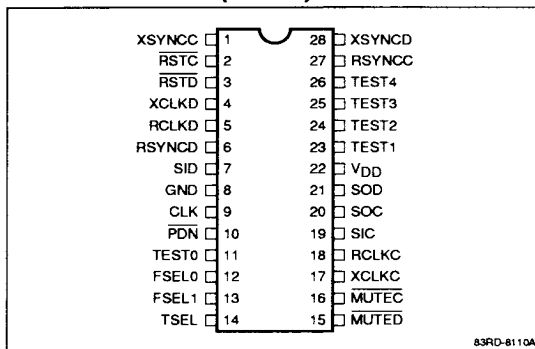 XSYNCC 1 28 XSYNCD
RSTC 2 27 RSYNCC
RSTD 3 26 TEST4
XCLKD 4 25 TEST3
RCLKD 5 24 TEST2
RSYNCD 6 23 TEST1
SID 7 22 VDD
GND 8 21 SOD
CLK 9 20 SOC
PDN 10 19 SIC
TEST0 11 18 RCLKC
FSEL0 12 17 XCLKC
FSEL1 13 16 MUTEC
TSEL 14 15 MUTED
83RD-8110A